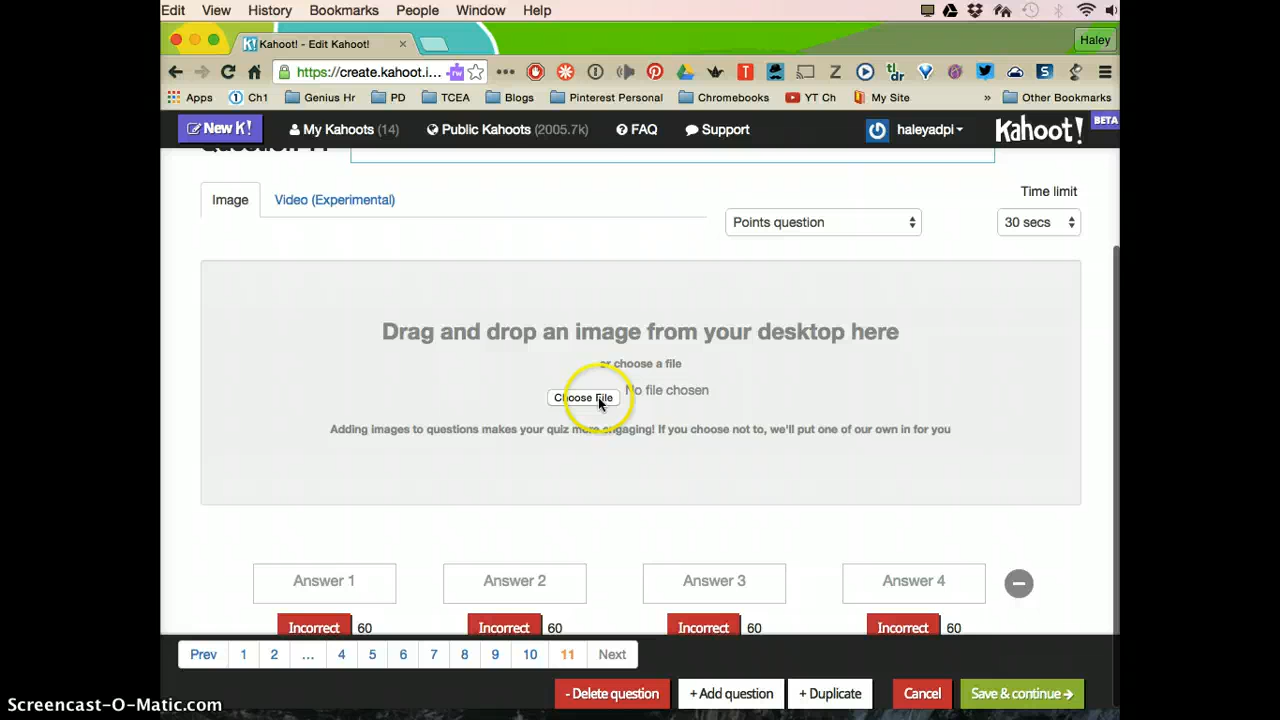 Edit View History Bookmarks People Window Help
K! Kahoot! - Edit Kahoot! × Haley
https://create.kahoot.i...
Apps Ch1 Genius Hr PD TCEA Blogs Pinterest Personal Chromebooks YT Ch My Site » Other Bookmarks
New K! My Kahoots (14) Public Kahoots (2005.7k) FAQ Support haleyadpi Kahoot! BETA
Image Video (Experimental) Time limit
Points question 30 secs
Drag and drop an image from your desktop here
or choose a file
Choose File No file chosen
Adding images to questions makes your quiz more engaging! If you choose not to, we'll put one of our own in for you
Answer 1 Answer 2 Answer 3 Answer 4
Incorrect 60 Incorrect 60 Incorrect 60 Incorrect 60
Prev 1 2 ... 4 5 6 7 8 9 10 11 Next
- Delete question + Add question + Duplicate Cancel Save & continue
Screencast-O-Matic.com